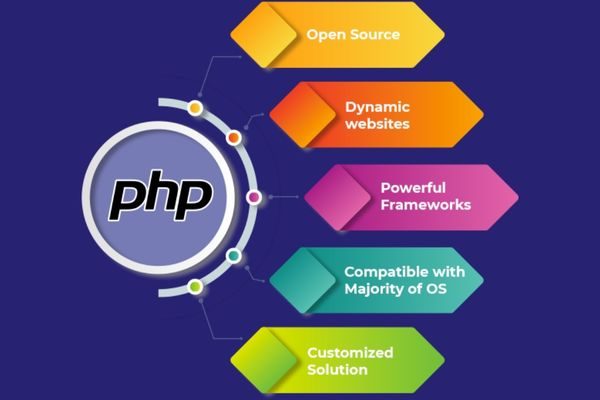 php
Open Source
Dynamic
websites
Powerful
Frameworks
Compatible with
Majority of OS
Customized
Solution